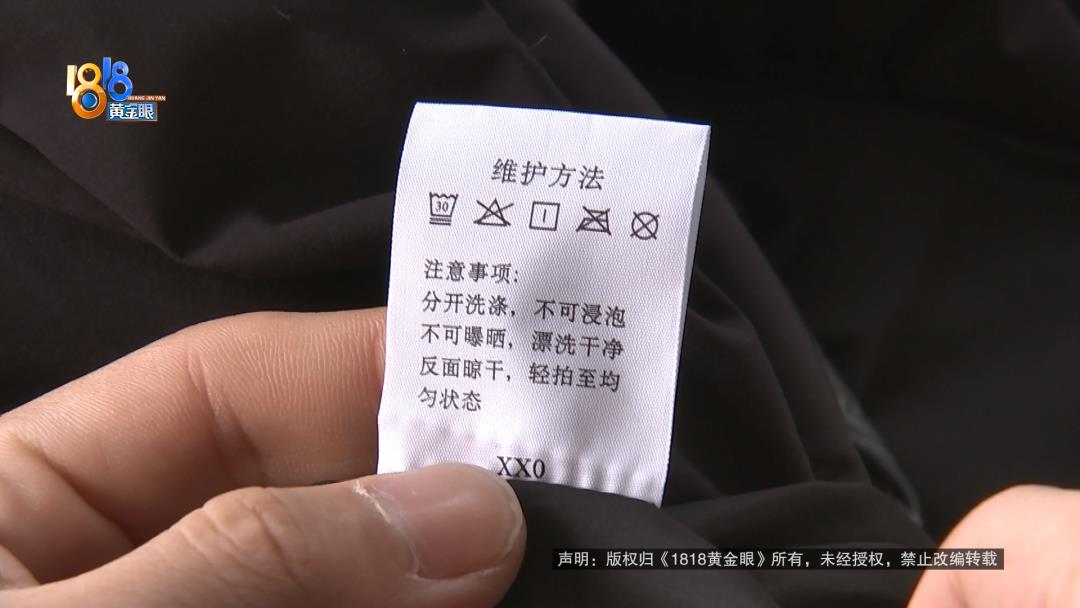 1818
HUANG JIN YAN
黄金眼
维护方法
30
注意事项:
分开洗涤，不可浸泡
不可曝晒，漂洗干净
反面晾干，轻拍至均
匀状态
XX0
声明：版权归《1818黄金眼》所有，未经授权，禁止改编转载